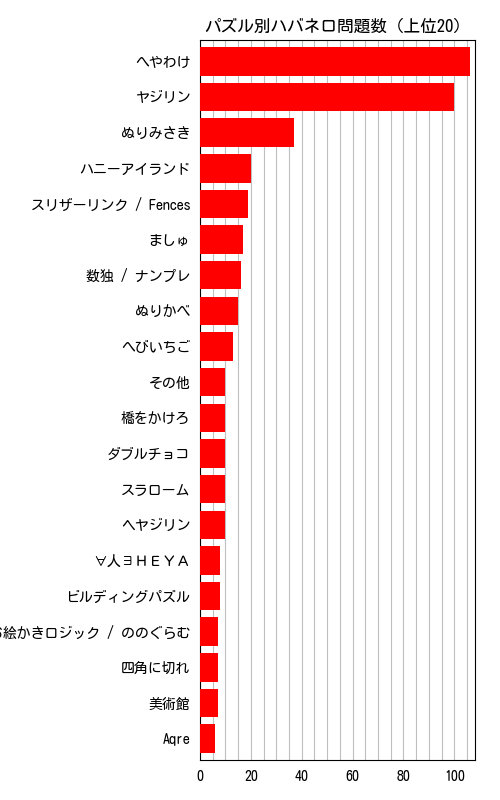 パズル別ハバネロ問題数 (上位20)
へやわけ
ヤジリン
ぬりみさき
ハニーアイランド
スリザーリンク / Fences
ましゅ
数独 / ナンプレ
ぬりかべ
へびいちご
その他
橋をかけろ
ダブルチョコ
スラローム
ヘヤジリン
∀人∃ＨＥＹＡ
ビルディングパズル
絵かきロジック / ののぐらむ
四角に切れ
美術館
Aqre
0 20 40 60 80 100